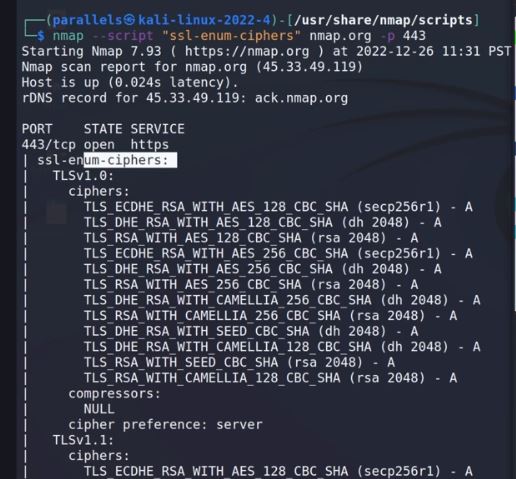 ┌──(parallels㉿kali-linux-2022-4)-[/usr/share/nmap/scripts]
└─$ nmap --script "ssl-enum-ciphers" nmap.org -p 443
Starting Nmap 7.93 ( https://nmap.org ) at 2022-12-26 11:31 PST
Nmap scan report for nmap.org (45.33.49.119)
Host is up (0.024s latency).
rDNS record for 45.33.49.119: ack.nmap.org
PORT    STATE SERVICE
443/tcp open  https
| ssl-enum-ciphers:
|   TLSv1.0:
|     ciphers:
|       TLS_ECDHE_RSA_WITH_AES_128_CBC_SHA (secp256r1) - A
|       TLS_DHE_RSA_WITH_AES_128_CBC_SHA (dh 2048) - A
|       TLS_RSA_WITH_AES_128_CBC_SHA (rsa 2048) - A
|       TLS_ECDHE_RSA_WITH_AES_256_CBC_SHA (secp256r1) - A
|       TLS_DHE_RSA_WITH_AES_256_CBC_SHA (dh 2048) - A
|       TLS_RSA_WITH_AES_256_CBC_SHA (rsa 2048) - A
|       TLS_DHE_RSA_WITH_CAMELLIA_256_CBC_SHA (dh 2048) - A
|       TLS_RSA_WITH_CAMELLIA_256_CBC_SHA (rsa 2048) - A
|       TLS_DHE_RSA_WITH_SEED_CBC_SHA (dh 2048) - A
|       TLS_DHE_RSA_WITH_CAMELLIA_128_CBC_SHA (dh 2048) - A
|       TLS_RSA_WITH_SEED_CBC_SHA (rsa 2048) - A
|       TLS_RSA_WITH_CAMELLIA_128_CBC_SHA (rsa 2048) - A
|     compressors:
|       NULL
|     cipher preference: server
|   TLSv1.1:
|     ciphers:
|       TLS_ECDHE_RSA_WITH_AES_128_CBC_SHA (secp256r1) - A